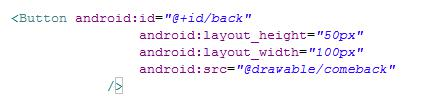 <Button android:id="@+id/back"
android:layout_height="50px"
android:layout_width="100px"
android:src="@drawable/comeback"
/>